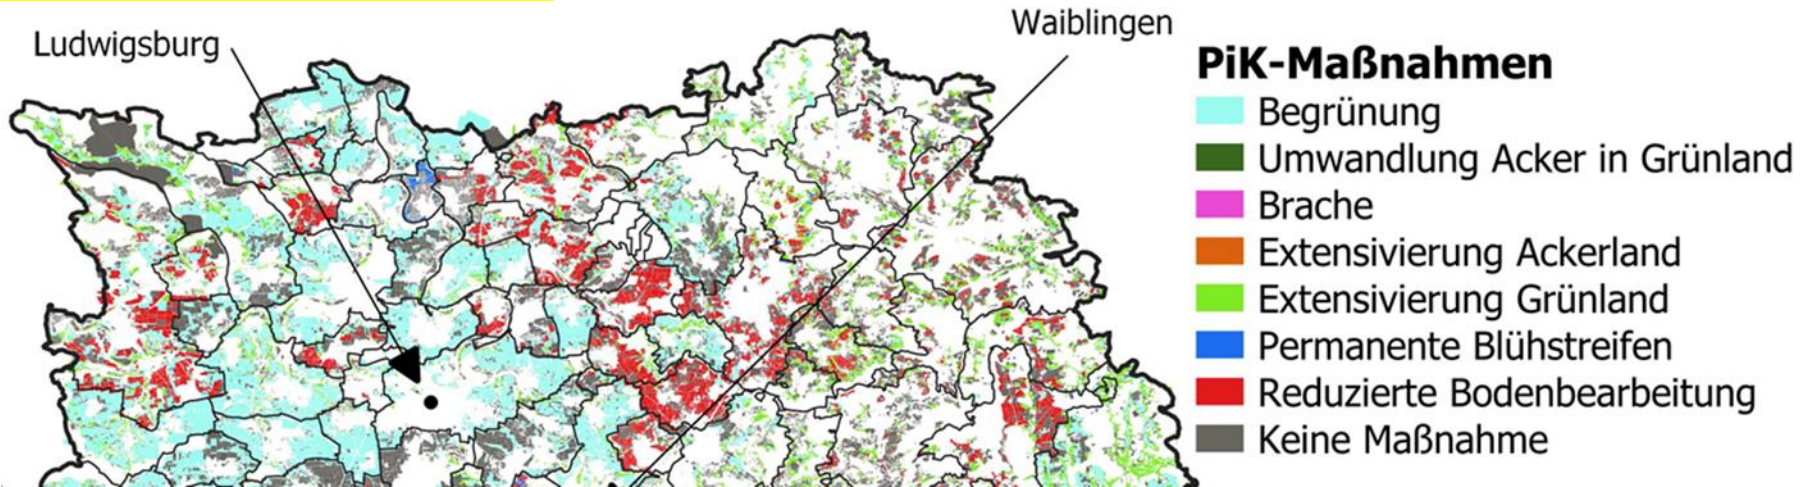 Ludwigsburg
Waiblingen
PiK-Maßnahmen
Begrünung
Umwandlung Acker in Grünland
Brache
Extensivierung Ackerland
Extensivierung Grünland
Permanente Blühstreifen
Reduzierte Bodenbearbeitung
Keine Maßnahme